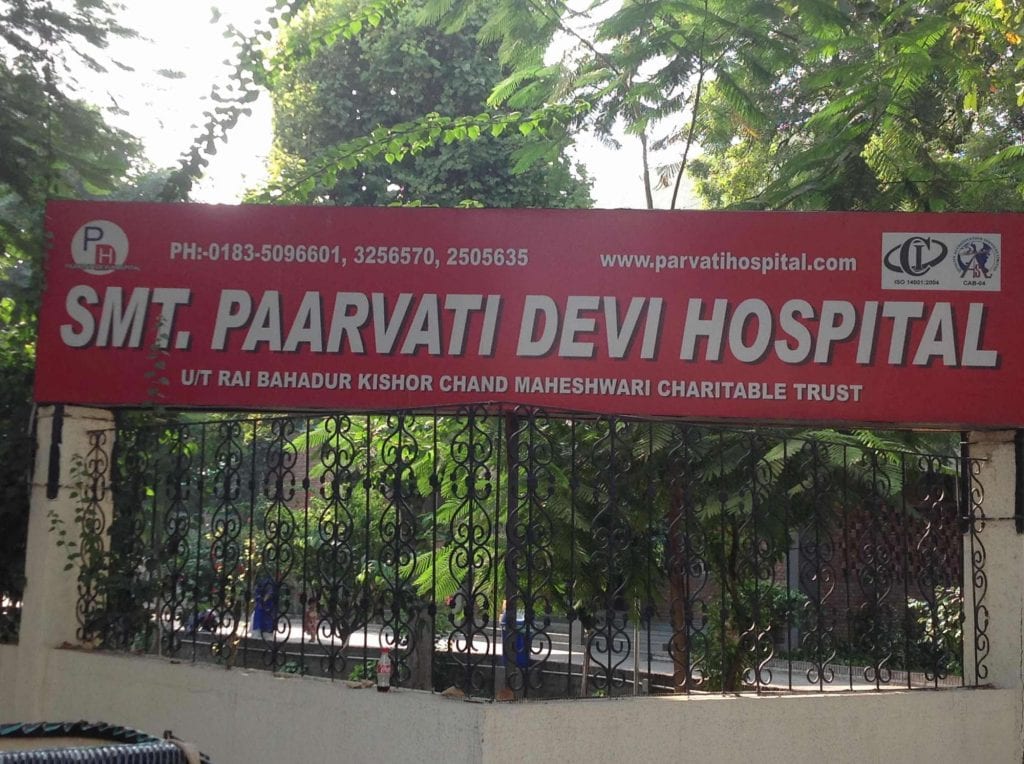 PH
PH:-0183-5096601, 3256570, 2505635
www.parvatihospital.com
ISO 14001:2004
CAB-04
SMT. PAARVATI DEVI HOSPITAL
U/T RAI BAHADUR KISHOR CHAND MAHESHWARI CHARITABLE TRUST